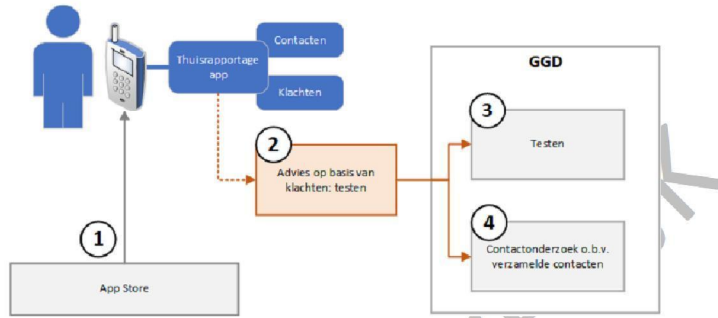 Thuisrapportage
app
Contacten
Klachten
GGD
3
Testen
2
Advies op basis van
klachten: testen
4
Contactonderzoek o.b.v.
verzamelde contacten
1
App Store